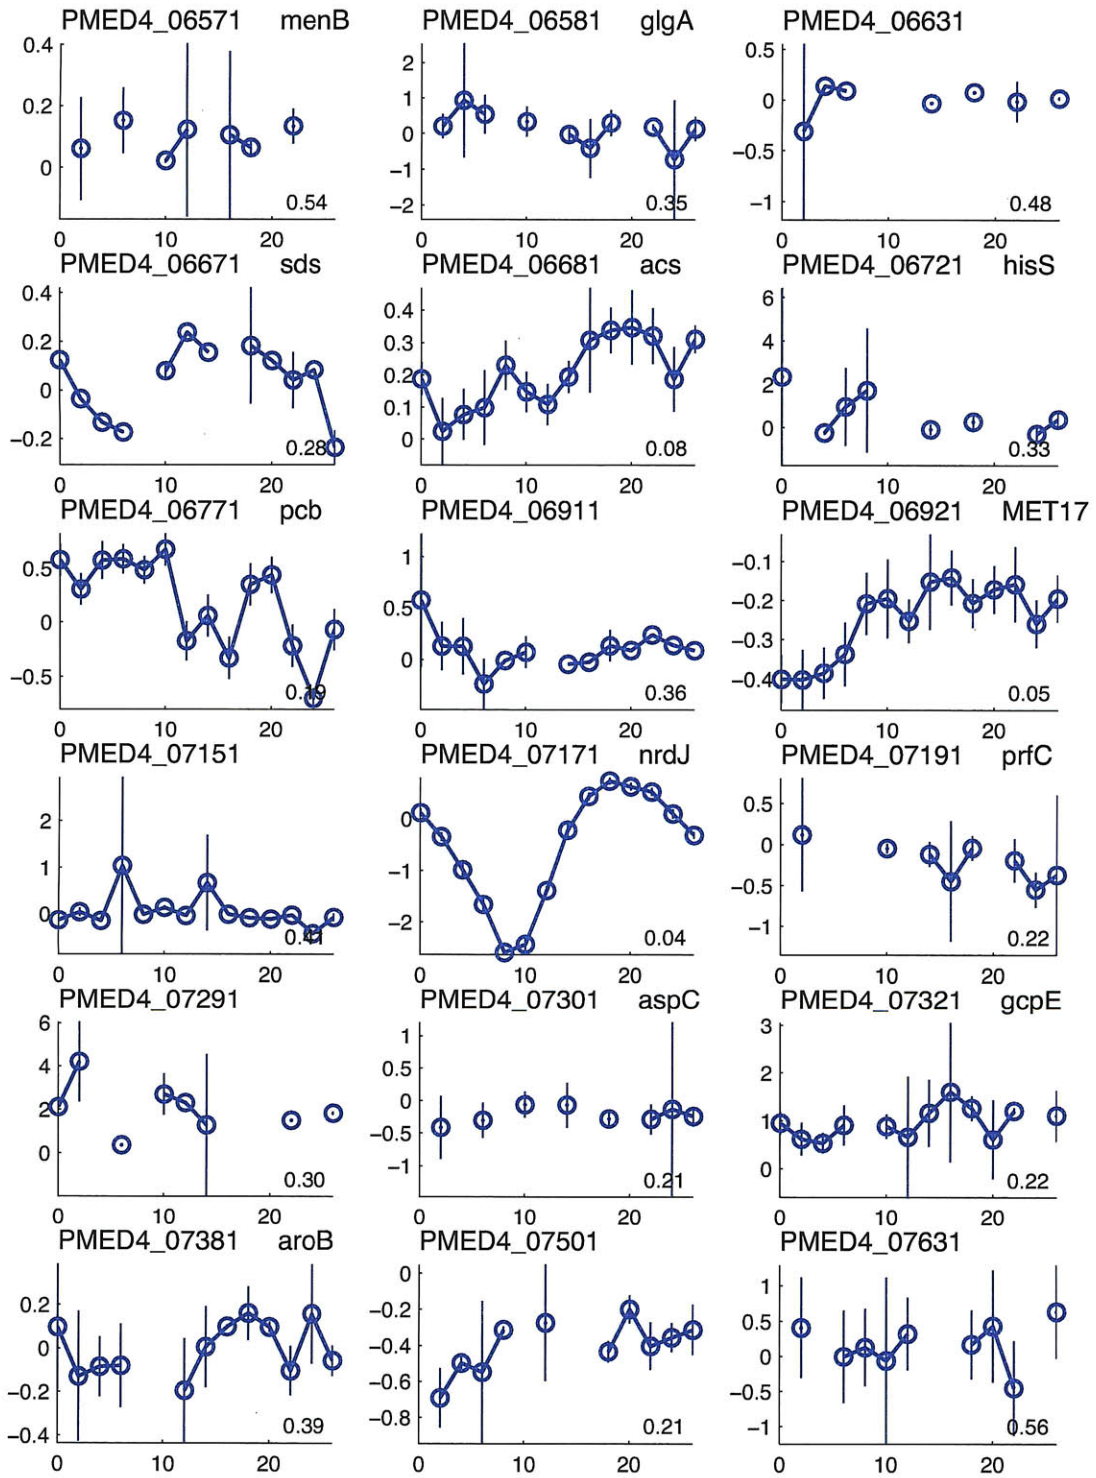 PMED4_06571 menB
0.4
0.2
0
0.54
0 10 20
PMED4_06581 glgA
2
1
0
−1
−2
0.35
0 10 20
PMED4_06631
0.5
0
−0.5
−1
0.48
0 10 20
PMED4_06671 sds
0.4
0.2
0
−0.2
0.28
0 10 20
PMED4_06681 acs
0.4
0.3
0.2
0.1
0
0.08
0 10 20
PMED4_06721 hisS
6
4
2
0
0.33
0 10 20
PMED4_06771 pcb
0.5
0
−0.5
0.19
0 10 20
PMED4_06911
1
0.5
0
0.36
0 10 20
PMED4_06921 MET17
−0.1
−0.2
−0.3
−0.4
0.05
0 10 20
PMED4_07151
2
1
0
0.41
0 10 20
PMED4_07171 nrdJ
0
−1
−2
0.04
0 10 20
PMED4_07191 prfC
0.5
0
−0.5
−1
0.22
0 10 20
PMED4_07291
6
4
2
0
0.30
0 10 20
PMED4_07301 aspC
1
0.5
0
−0.5
−1
0.21
0 10 20
PMED4_07321 gcpE
3
2
1
0
0.22
0 10 20
PMED4_07381 aroB
0.2
0
−0.2
−0.4
0.39
0 10 20
PMED4_07501
0
−0.2
−0.4
−0.6
−0.8
0.21
0 10 20
PMED4_07631
1
0.5
0
−0.5
−1
0.56
0 10 20